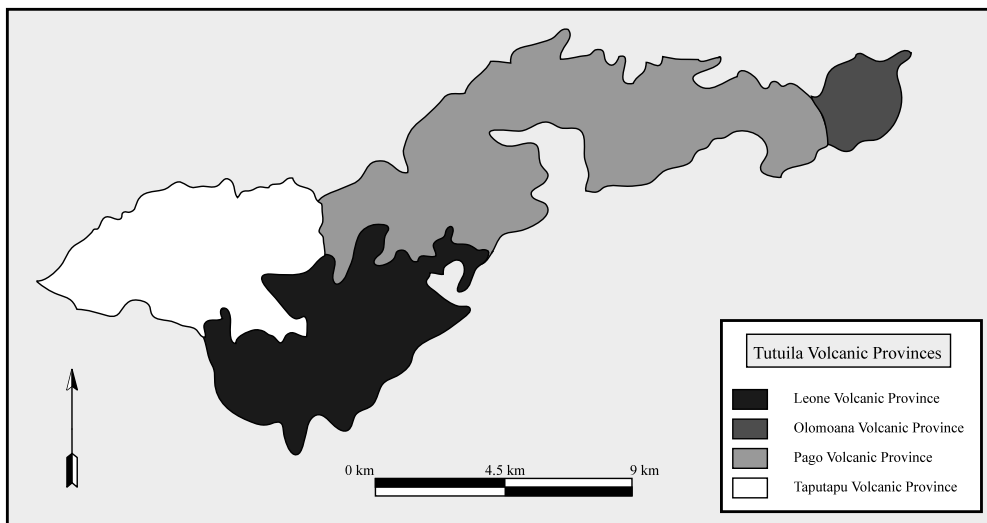 Tutuila Volcanic Provinces
Leone Volcanic Province
Olomoana Volcanic Province
Pago Volcanic Province
Taputapu Volcanic Province
0 km 4.5 km 9 km